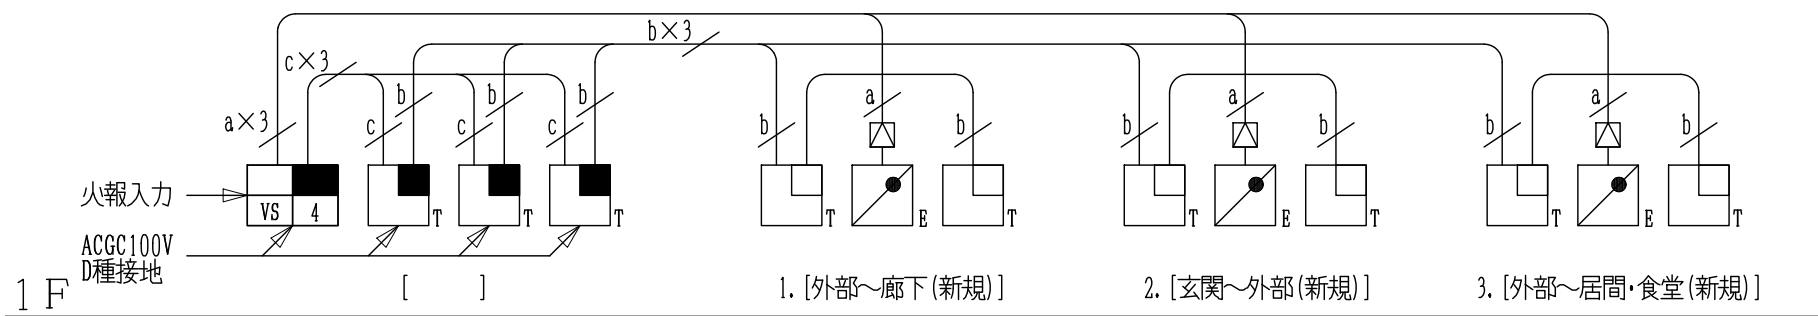 b×3
c×3
a×3
c b c b c b
b a b
b a b
b a b
火報入力
VS 4 T T T T E T T E T T E T
ACGC100V
D種接地
1F [ ] 1. [外部~廊下(新規)] 2. [玄関~外部(新規)] 3. [外部~居間・食堂(新規)]